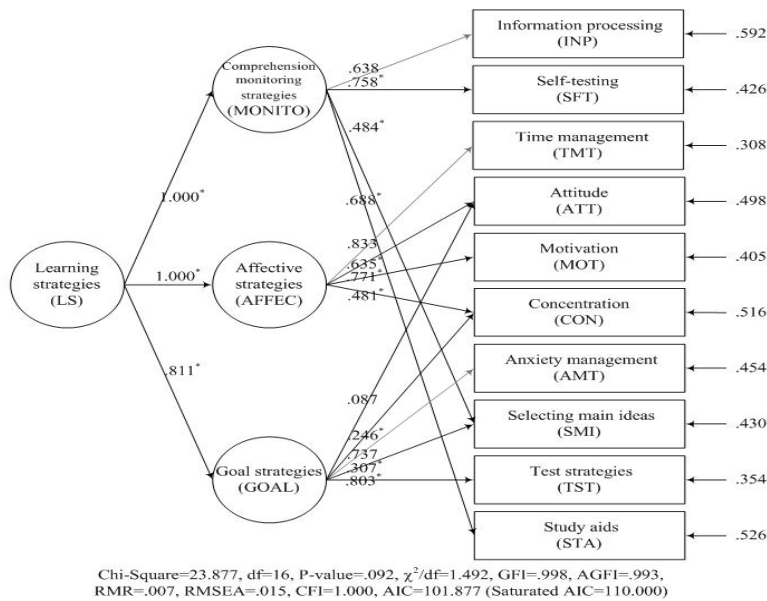 Information processing
(INP)
.592
Comprehension
monitoring
strategies
(MONITO)
.638
.758*
Self-testing
(SFT)
.426
.484*
Time management
(TMT)
.308
1.000*
.688*
Attitude
(ATT)
.498
.833
.635*
.771*
.481*
Motivation
(MOT)
.405
Learning
strategies
(LS)
1.000*
Affective
strategies
(AFFEC)
Concentration
(CON)
.516
.811*
.087
Anxiety management
(AMT)
.454
.246*
.737
.307*
.803*
Selecting main ideas
(SMI)
.430
Goal strategies
(GOAL)
Test strategies
(TST)
.354
Study aids
(STA)
.526
Chi-Square=23.877, df=16, P-value=.092, χ²/df=1.492, GFI=.998, AGFI=.993,
RMR=.007, RMSEA=.015, CFI=1.000, AIC=101.877 (Saturated AIC=110.000)